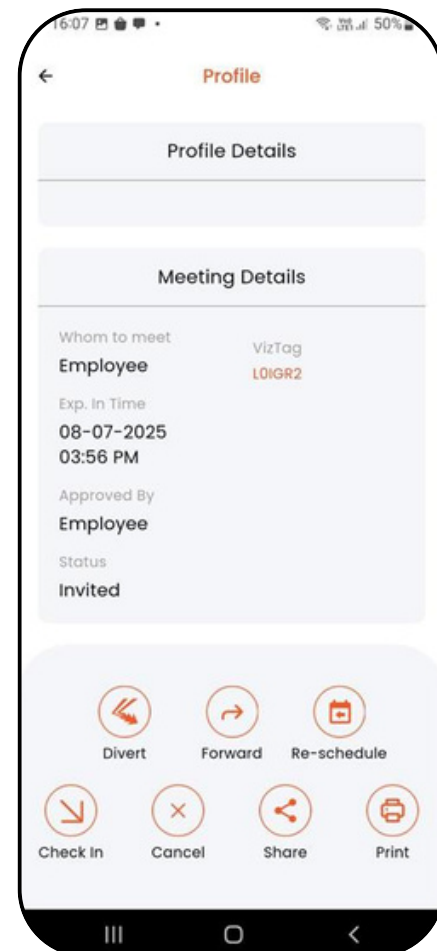 16:07
50%
Profile
Profile Details
Meeting Details
Whom to meet
Employee
VizTag
L0IGR2
Exp. In Time
08-07-2025
03:56 PM
Approved By
Employee
Status
Invited
Divert Forward Re-schedule
Check In Cancel Share Print